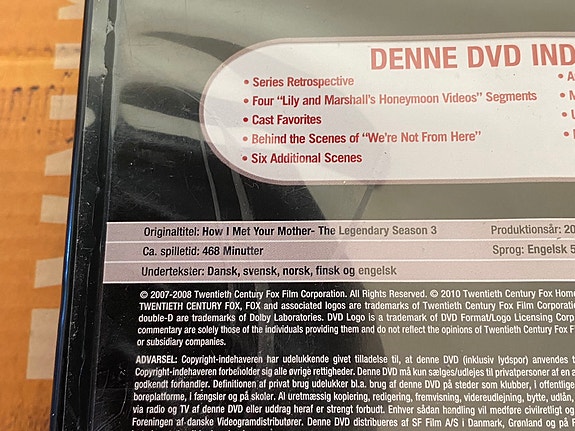 DENNE DVD IND
• Series Retrospective
• Four “Lily and Marshall's Honeymoon Videos” Segments
• Cast Favorites
• Behind the Scenes of “We're Not From Here”
• Six Additional Scenes
Originaltitel: How I Met Your Mother- The Legendary Season 3 Produktionsår: 20
Ca. spilletid: 468 Minutter Sprog: Engelsk 5
Undertekster: Dansk, svensk, norsk, finsk og engelsk
© 2007-2008 Twentieth Century Fox Film Corporation. All Rights Reserved. © 2010 Twentieth Century Fox Home
TWENTIETH CENTURY FOX, FOX and associated logos are trademarks of Twentieth Century Fox Film Corporatio
double-D are trademarks of Dolby Laboratories. DVD Logo is a trademark of DVD Format/Logo Licensing Corp
commentary are solely those of the individuals providing them and do not reflect the opinions of Twentieth Century Fox F
or subsidiary companies.
ADVARSEL: Copyright-indehaveren har udelukkende givet tilladelse til, at denne DVD (inklusiv lydspor) anvendes t
Copyright-indehaveren forbeholder sig alle øvrige rettigheder. Denne DVD må kun sælges/udlejes til privatpersoner af en a
godkendt forhandler. Definitionen af privat brug udelukker bl.a. brug af denne DVD på steder som klubber, i offentlige
boreplatforme, i fængsler og på skoler. Al uretmæssig kopiering, redigering, fremvisning, videreudlejning, bytte, udlån,
via radio og TV af denne DVD eller uddrag heraf er strengt forbudt. Enhver sådan handling vil medføre civilretligt og
Foreningen af danske Videogramdistributører. Denne DVD distribueres af SF Film A/S i Danmark, Grønland og på F